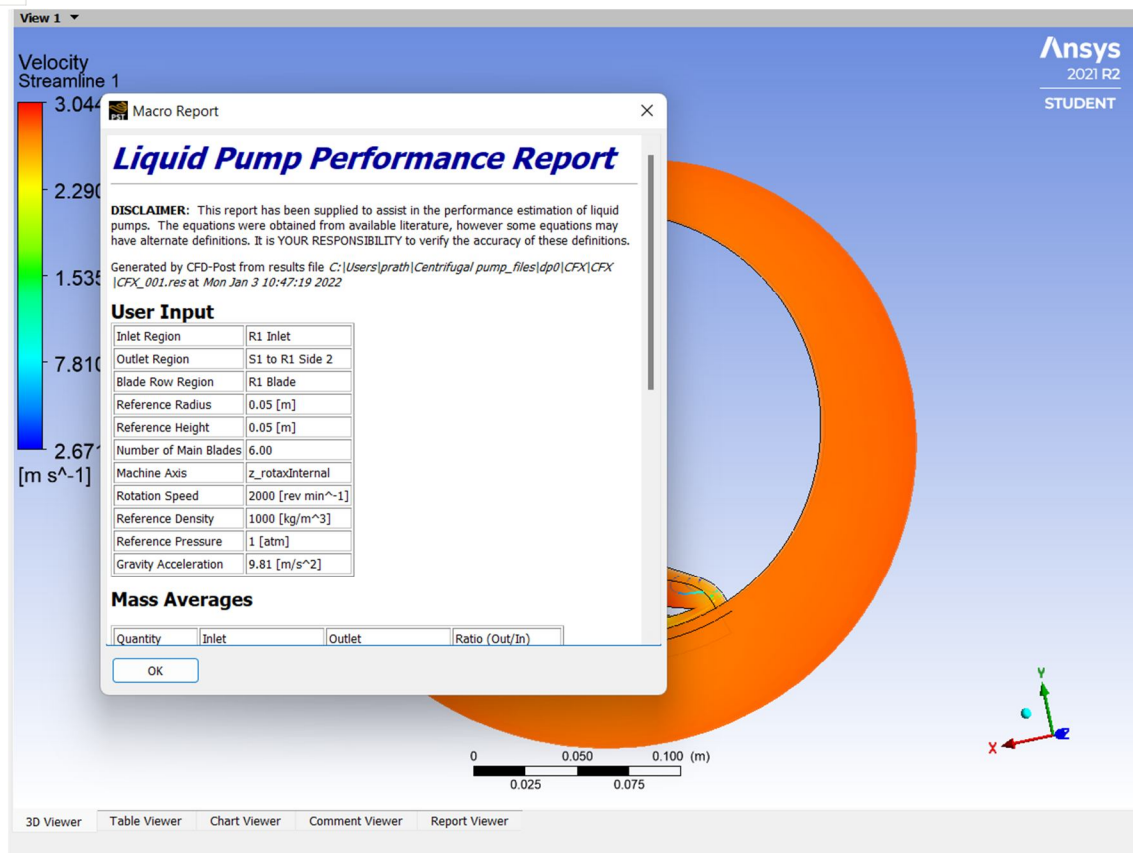 View 1
Velocity
Streamline 1
3.044
2.290
1.535
7.810
2.671
[m s^-1]
Ansys
2021 R2
STUDENT
PST
Macro Report
Liquid Pump Performance Report
DISCLAIMER: This report has been supplied to assist in the performance estimation of liquid
pumps. The equations were obtained from available literature, however some equations may
have alternate definitions. It is YOUR RESPONSIBILITY to verify the accuracy of these definitions.
Generated by CFD-Post from results file C:|Users|prath|Centrifugal pump_files|dp0|CFX|CFX
|CFX_001.res at Mon Jan 3 10:47:19 2022
User Input
Inlet Region R1 Inlet
Outlet Region S1 to R1 Side 2
Blade Row Region R1 Blade
Reference Radius 0.05 [m]
Reference Height 0.05 [m]
Number of Main Blades 6.00
Machine Axis z_rotaxInternal
Rotation Speed 2000 [rev min^-1]
Reference Density 1000 [kg/m^3]
Reference Pressure 1 [atm]
Gravity Acceleration 9.81 [m/s^2]
Mass Averages
Quantity Inlet Outlet Ratio (Out/In)
OK
0 0.050 0.100 (m)
0.025 0.075
Y
X
Z
3D Viewer Table Viewer Chart Viewer Comment Viewer Report Viewer